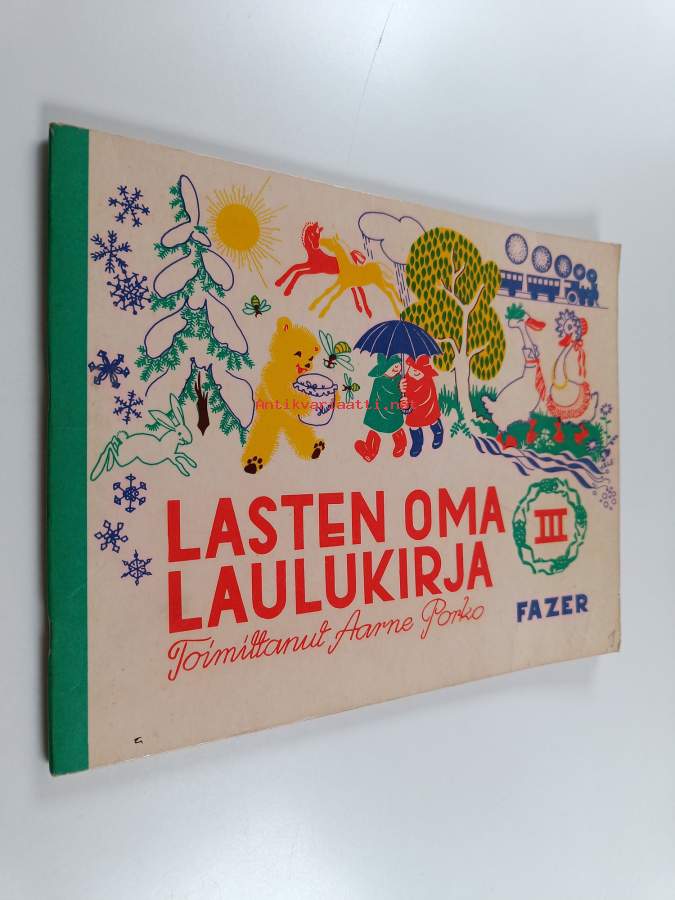 Antikvariaatti.net
LASTEN OMA
LAULUKIRJA
III
Toimittanut Aarne Porko
FAZER